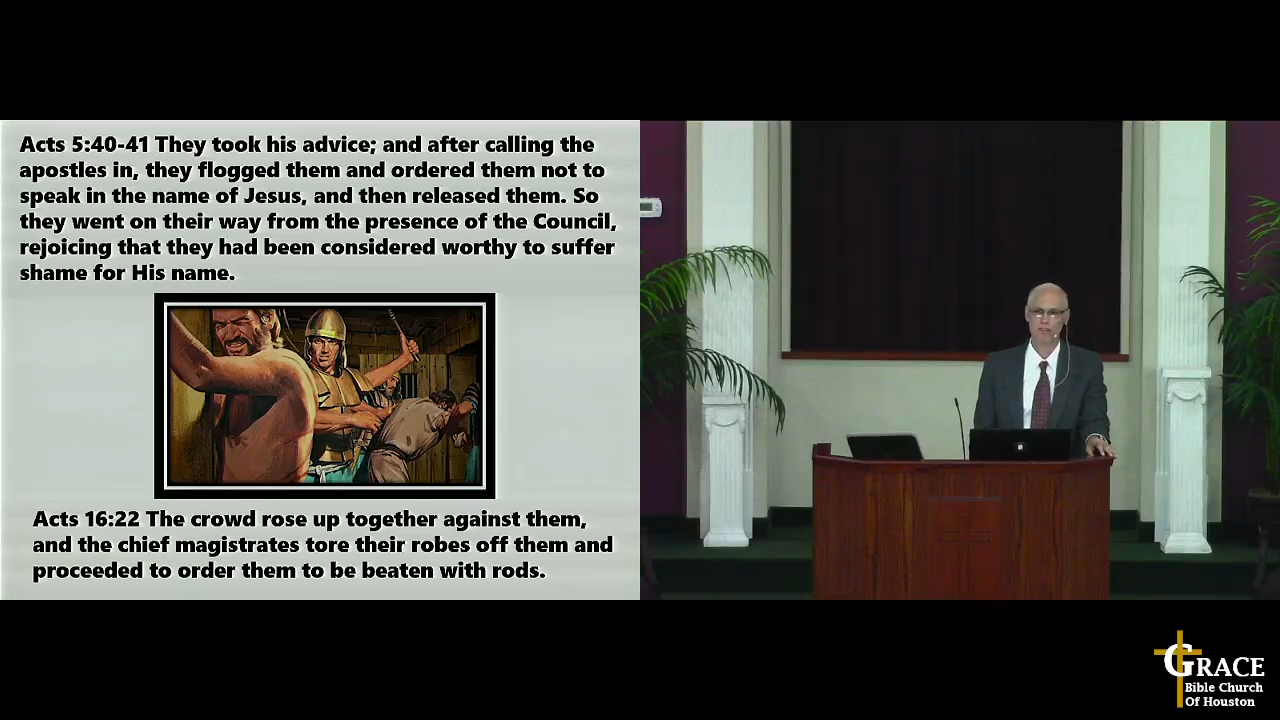 Acts 5:40-41 They took his advice; and after calling the
apostles in, they flogged them and ordered them not to
speak in the name of Jesus, and then released them. So
they went on their way from the presence of the Council,
rejoicing that they had been considered worthy to suffer
shame for His name.
Acts 16:22 The crowd rose up together against them,
and the chief magistrates tore their robes off them and
proceeded to order them to be beaten with rods.
GRACE
Bible Church
Of Houston